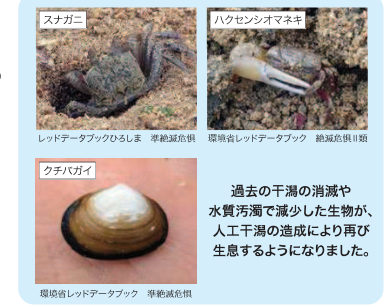 スナガニ
ハクセンシオマネキ
レッドデータブックひろしま　準絶滅危惧
環境省レッドデータブック　絶滅危惧Ⅱ類
クチバガイ
環境省レッドデータブック　準絶滅危惧
過去の干潟の消滅や
水質汚濁で減少した生物が、
人工干潟の造成により再び
生息するようになりました。